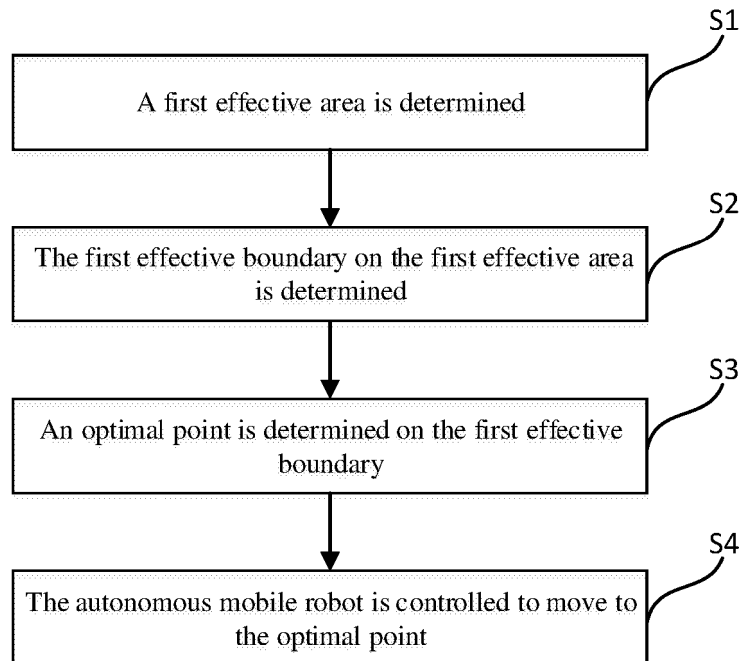 S1
A first effective area is determined
S2
The first effective boundary on the first effective area
is determined
S3
An optimal point is determined on the first effective
boundary
S4
The autonomous mobile robot is controlled to move to
the optimal point